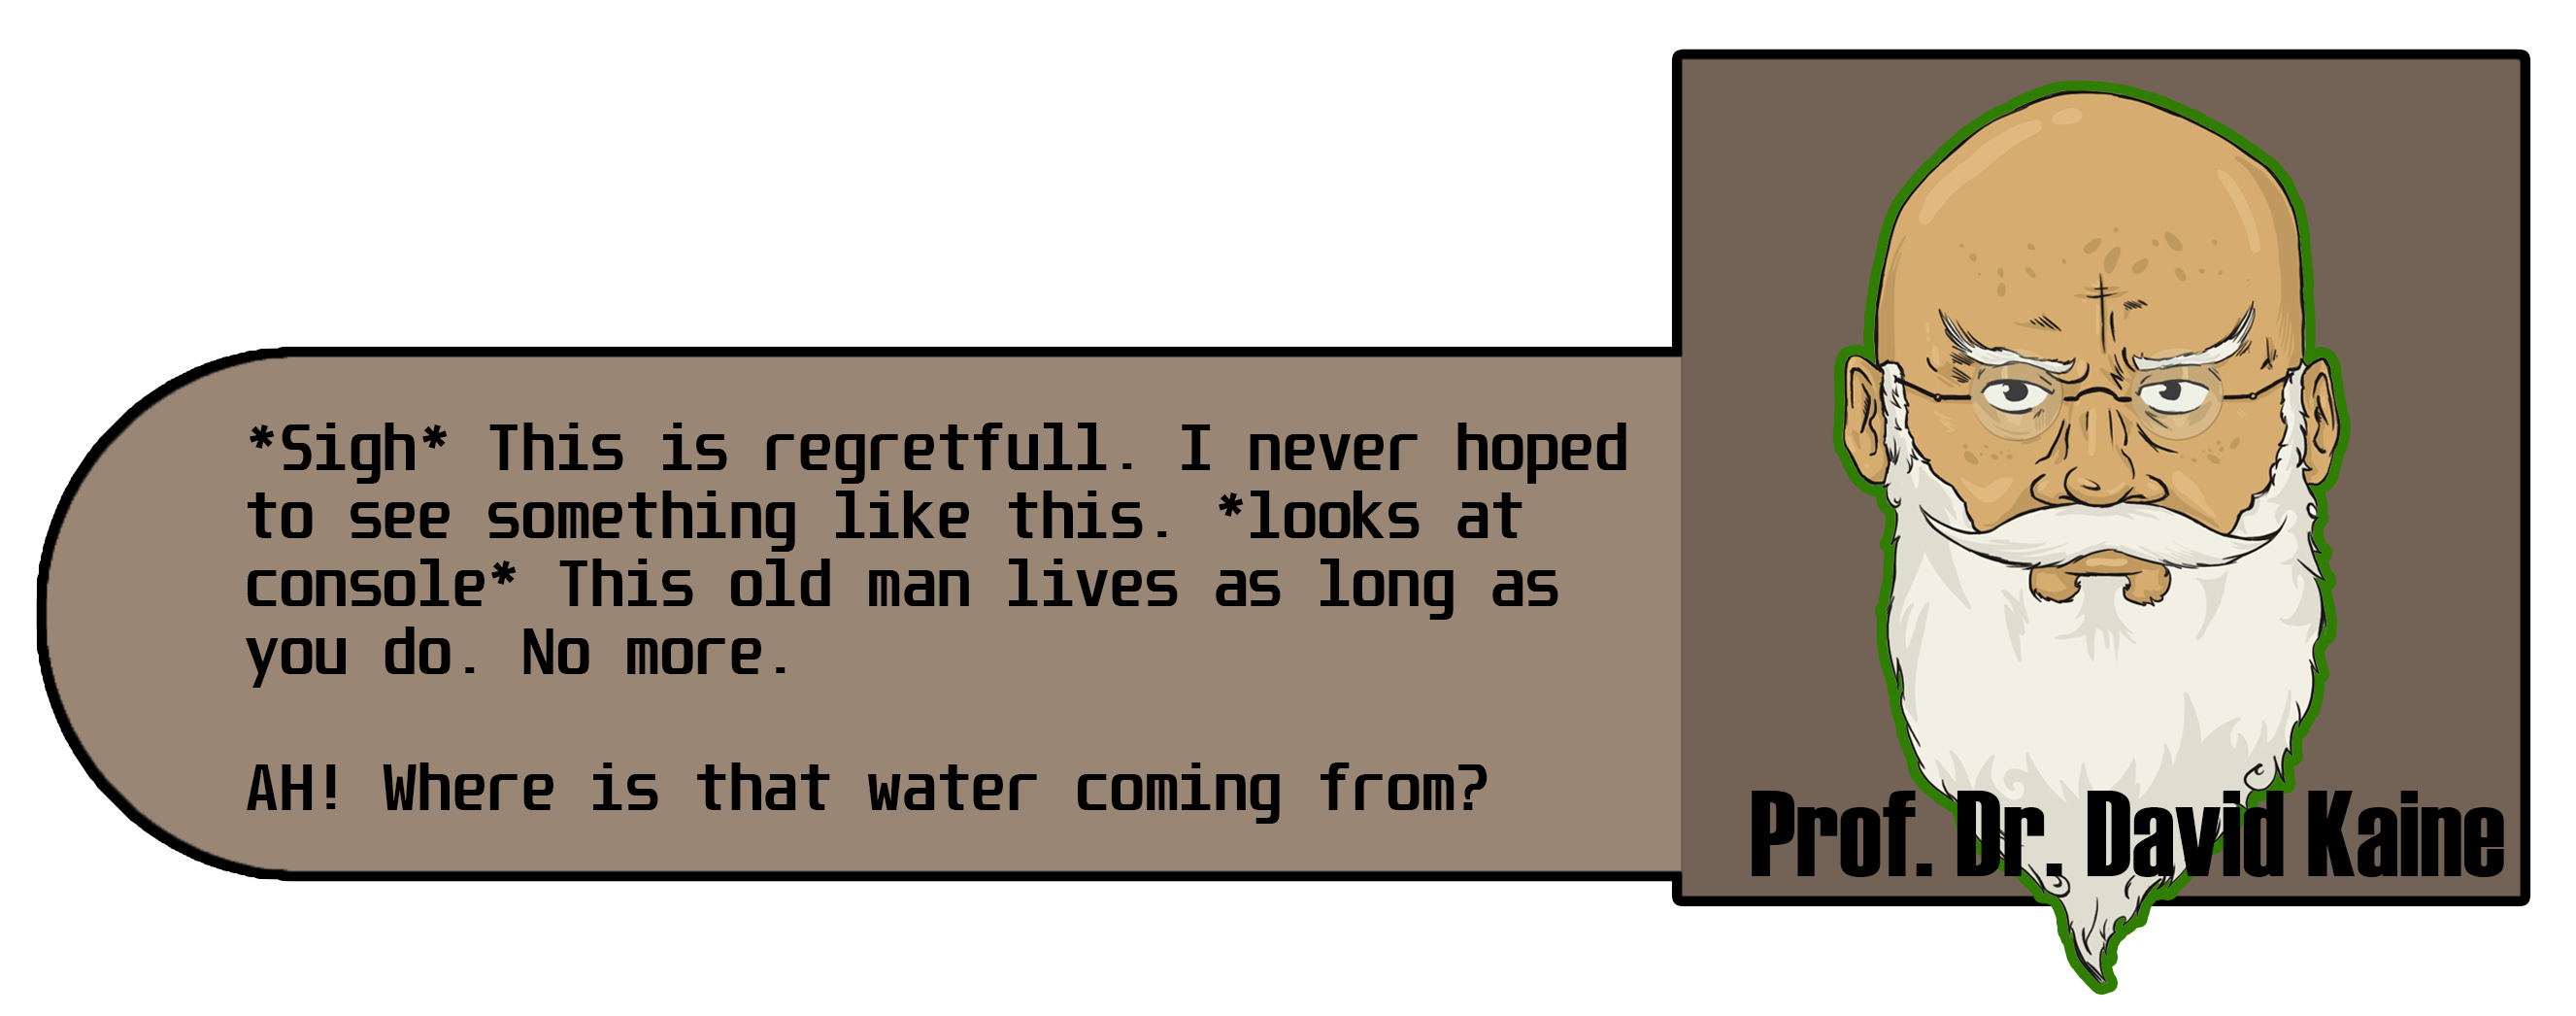 *Sigh* This is regretfull. I never hoped
to see something like this. *looks at
console* This old man lives as long as
you do. No more.
AH! Where is that water coming from?
Prof. Dr. David Kaine